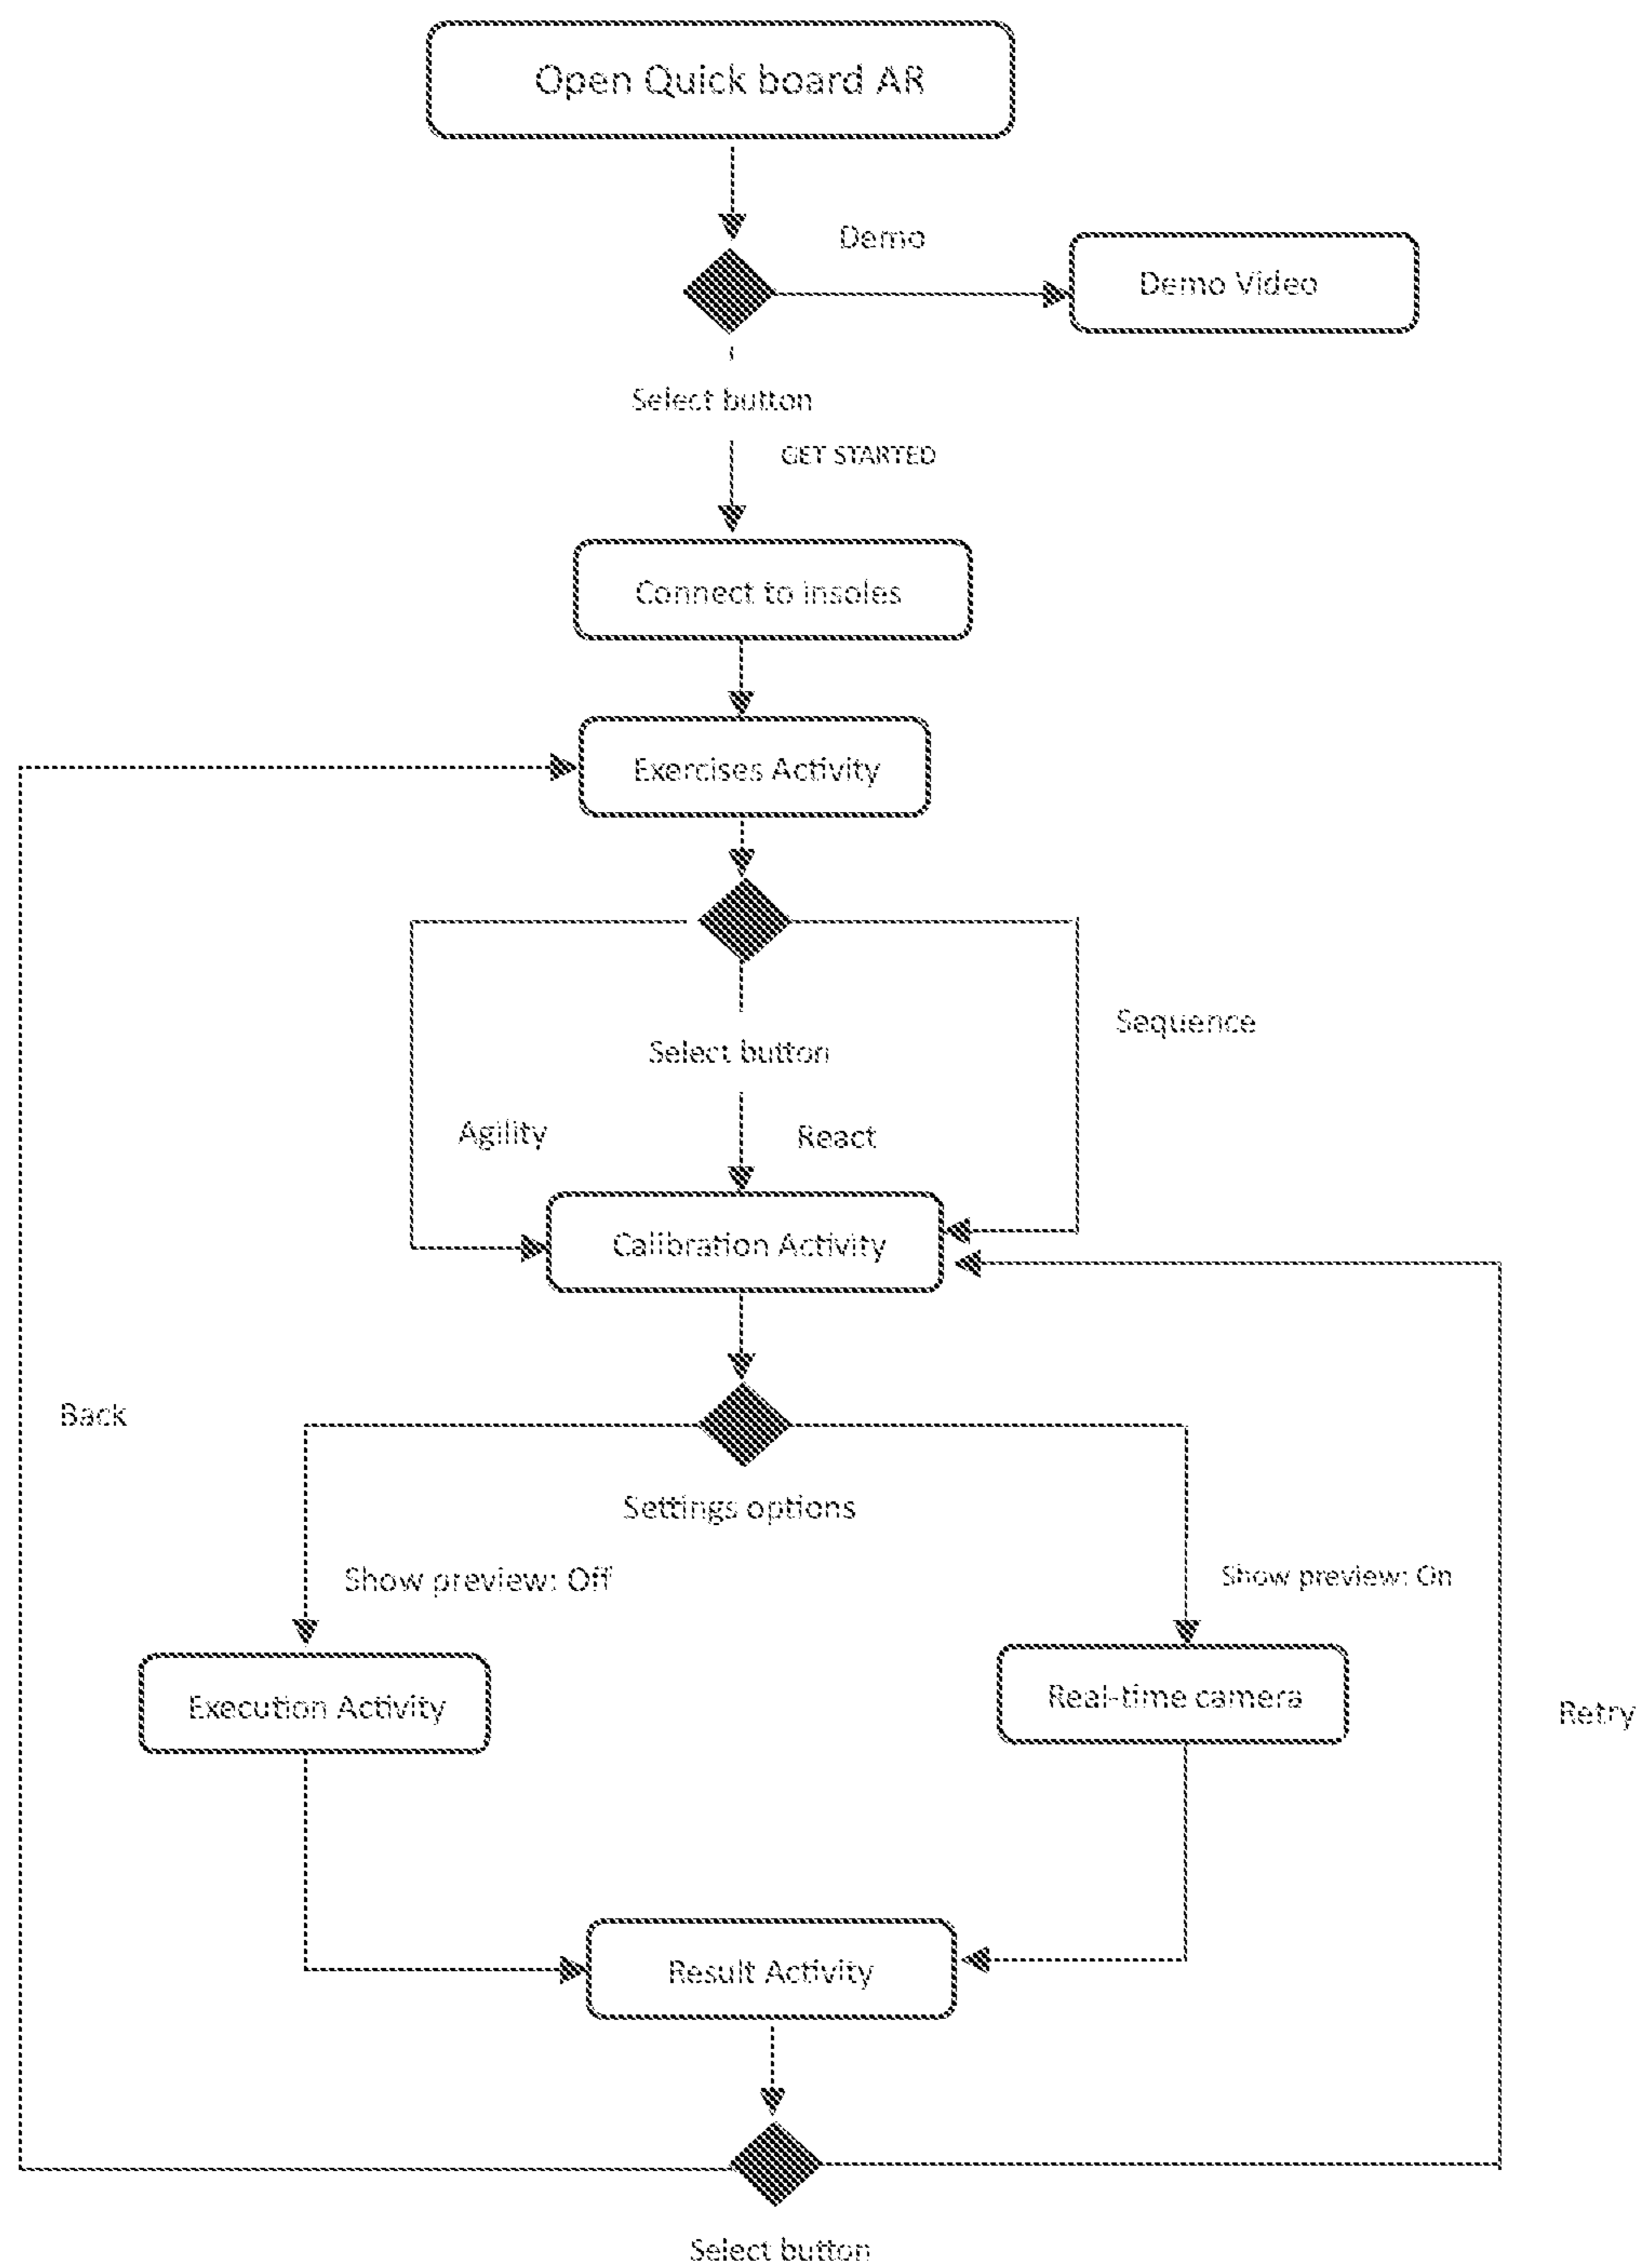 Open Quick board AR
Demo
Demo Video
Select button
GET STARTED
Connect to insoles
Exercises Activity
Sequence
Select button
Agility
React
Calibration Activity
Back
Settings options
Show preview: Off
Show preview: On
Execution Activity
Real-time camera
Retry
Result Activity
Select button